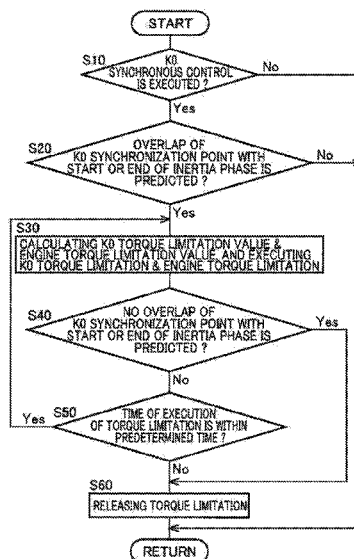 START
S10
K0
SYNCHRONOUS CONTROL
IS EXECUTED ?
No
Yes
S20
OVERLAP OF
K0 SYNCHRONIZATION POINT WITH
START OR END OF INERTIA PHASE IS
PREDICTED ?
No
Yes
S30
CALCULATING K0 TORQUE LIMITATION VALUE &
ENGINE TORQUE LIMITATION VALUE, AND EXECUTING
K0 TORQUE LIMITATION & ENGINE TORQUE LIMITATION
S40
NO OVERLAP OF
K0 SYNCHRONIZATION POINT WITH
START OR END OF INERTIA PHASE IS
PREDICTED ?
Yes
No
S50
Yes
TIME OF EXECUTION
OF TORQUE LIMITATION IS WITHIN
PREDETERMINED TIME ?
No
S60
RELEASING TORQUE LIMITATION
RETURN